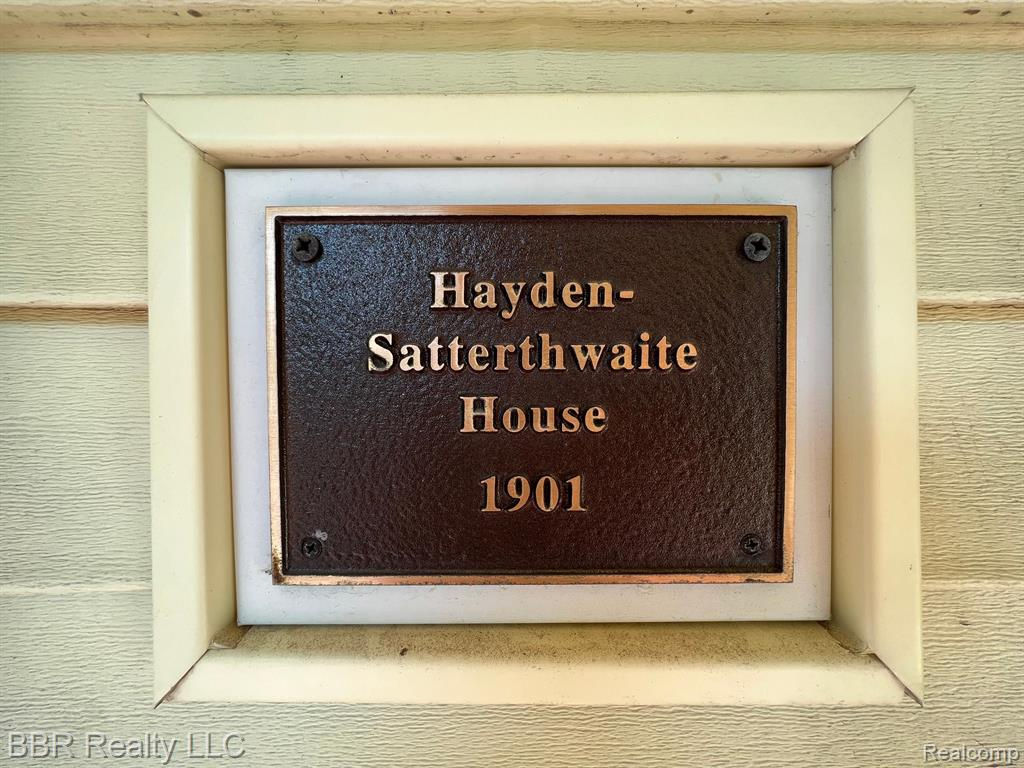 Hayden-
Satterthwaite
House
1901
BBR Realty LLC
Realcomp